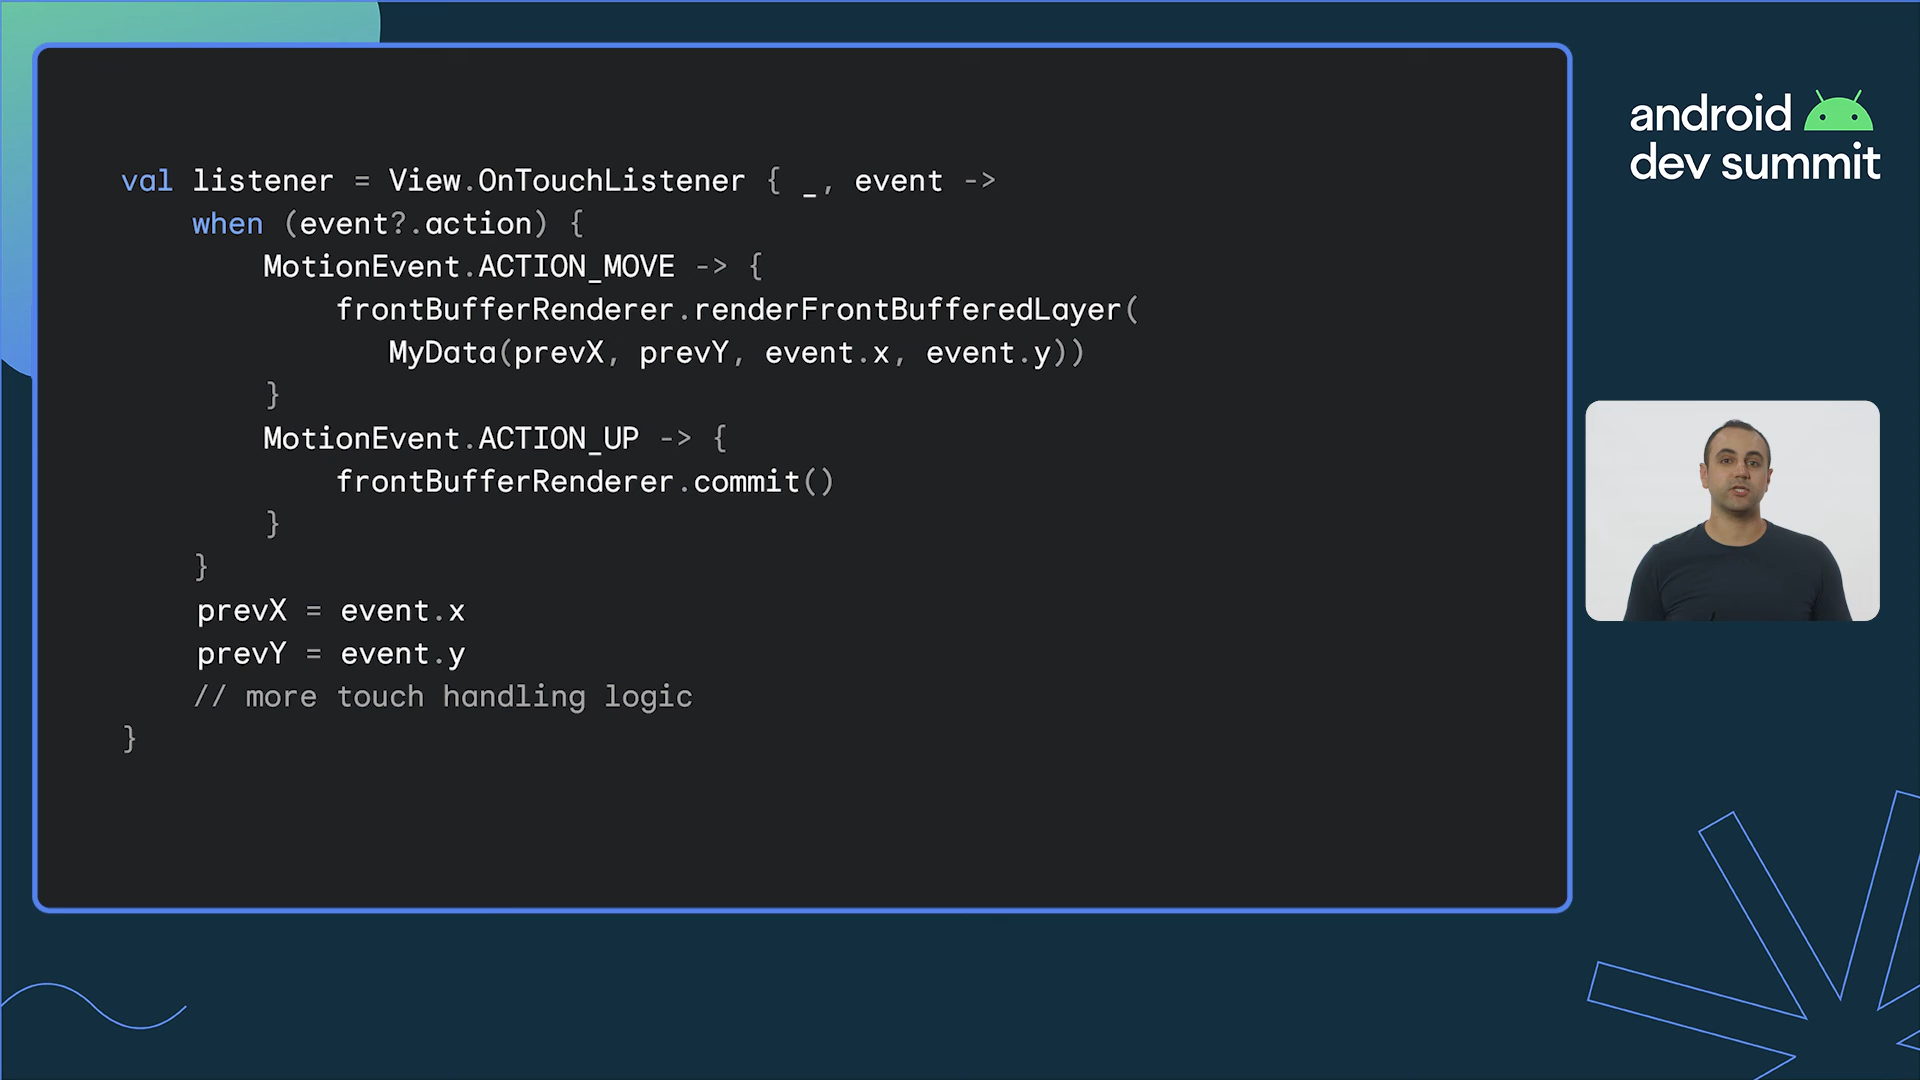 val listener = View.OnTouchListener { _, event ->
when (event?.action) {
MotionEvent.ACTION_MOVE -> {
frontBufferRenderer.renderFrontBufferedLayer(
MyData(prevX, prevY, event.x, event.y))
}
MotionEvent.ACTION_UP -> {
frontBufferRenderer.commit()
}
}
prevX = event.x
prevY = event.y
// more touch handling logic
}
android
dev summit